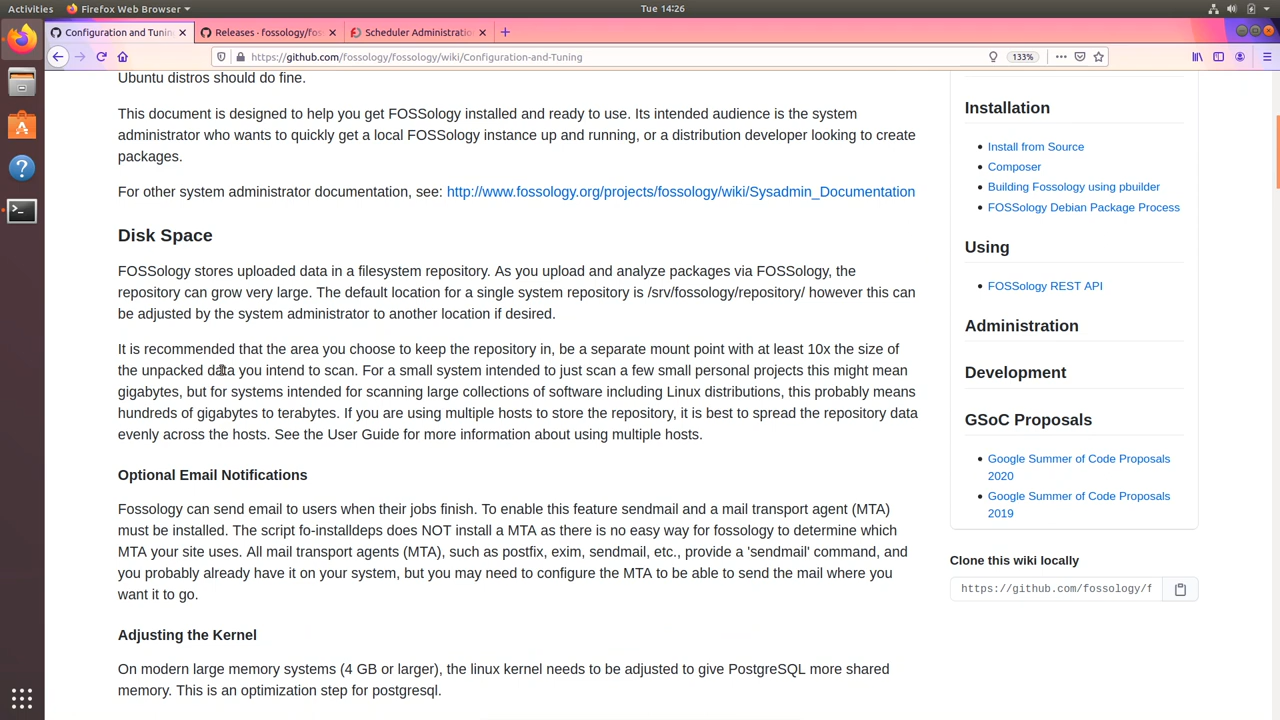 Activities
Firefox Web Browser
Tue 14:26
Configuration and Tuning
Releases · fossology/fos
Scheduler Administratio
https://github.com/fossology/fossology/wiki/Configuration-and-Tuning
133%
Ubuntu distros should do fine.
This document is designed to help you get FOSSology installed and ready to use. Its intended audience is the system
administrator who wants to quickly get a local FOSSology instance up and running, or a distribution developer looking to create
packages.
For other system administrator documentation, see: http://www.fossology.org/projects/fossology/wiki/Sysadmin_Documentation
Disk Space
FOSSology stores uploaded data in a filesystem repository. As you upload and analyze packages via FOSSology, the
repository can grow very large. The default location for a single system repository is /srv/fossology/repository/ however this can
be adjusted by the system administrator to another location if desired.
It is recommended that the area you choose to keep the repository in, be a separate mount point with at least 10x the size of
the unpacked data you intend to scan. For a small system intended to just scan a few small personal projects this might mean
gigabytes, but for systems intended for scanning large collections of software including Linux distributions, this probably means
hundreds of gigabytes to terabytes. If you are using multiple hosts to store the repository, it is best to spread the repository data
evenly across the hosts. See the User Guide for more information about using multiple hosts.
Optional Email Notifications
Fossology can send email to users when their jobs finish. To enable this feature sendmail and a mail transport agent (MTA)
must be installed. The script fo-installdeps does NOT install a MTA as there is no easy way for fossology to determine which
MTA your site uses. All mail transport agents (MTA), such as postfix, exim, sendmail, etc., provide a 'sendmail' command, and
you probably already have it on your system, but you may need to configure the MTA to be able to send the mail where you
want it to go.
Adjusting the Kernel
On modern large memory systems (4 GB or larger), the linux kernel needs to be adjusted to give PostgreSQL more shared
memory. This is an optimization step for postgresql.
Installation
Install from Source
Composer
Building Fossology using pbuilder
FOSSology Debian Package Process
Using
FOSSology REST API
Administration
Development
GSoC Proposals
Google Summer of Code Proposals
2020
Google Summer of Code Proposals
2019
Clone this wiki locally
https://github.com/fossology/f